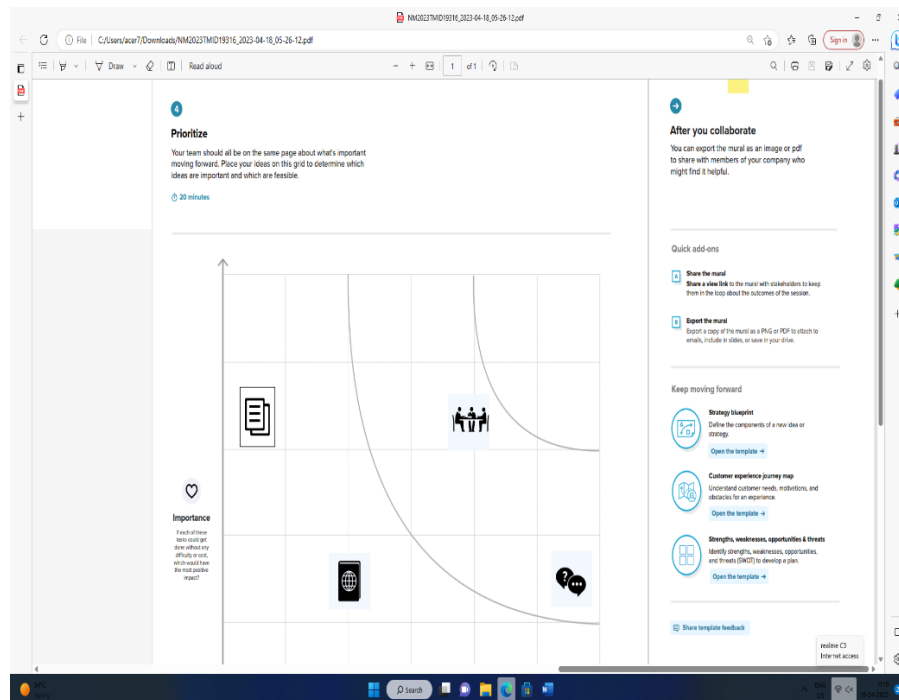 NM2023TMID19316_2023-04-18_05-26-12.pdf
File | C:/Users/acer7/Downloads/NM2023TMID19316_2023-04-18_05-26-12.pdf
Sign in
Draw
Read aloud
1 of 1
4
Prioritize
Your team should all be on the same page about what's important
moving forward. Place your ideas on this grid to determine which
ideas are important and which are feasible.
20 minutes
Importance
If each of these
tasks could get
done without any
difficulty or cost,
which would have
the most positive
impact?
After you collaborate
You can export the mural as an image or pdf
to share with members of your company who
might find it helpful.
Quick add-ons
A
Share the mural
Share a view link to the mural with stakeholders to keep
them in the loop about the outcomes of the session.
B
Export the mural
Export a copy of the mural as a PNG or PDF to attach to
emails, include in slides, or save in your drive.
Keep moving forward
Strategy blueprint
Define the components of a new idea or
strategy.
Open the template →
Customer experience journey map
Understand customer needs, motivations, and
obstacles for an experience.
Open the template →
Strengths, weaknesses, opportunities & threats
Identify strengths, weaknesses, opportunities,
and threats (SWOT) to develop a plan.
Open the template →
Share template feedback
realme C3
Internet access
Search